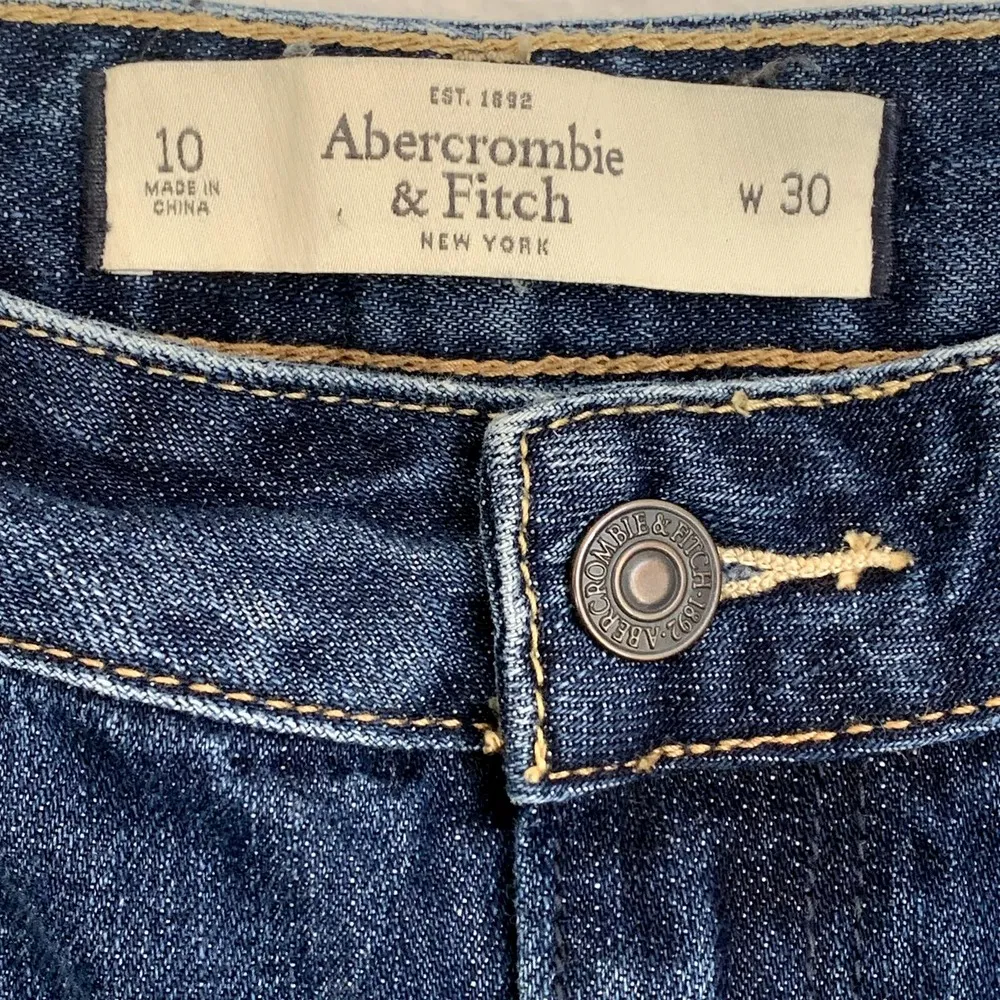 EST. 1892
10
Abercrombie
& Fitch
W 30
MADE IN
CHINA
NEW YORK
ABERCROMBIE & FITCH · 1892 ·